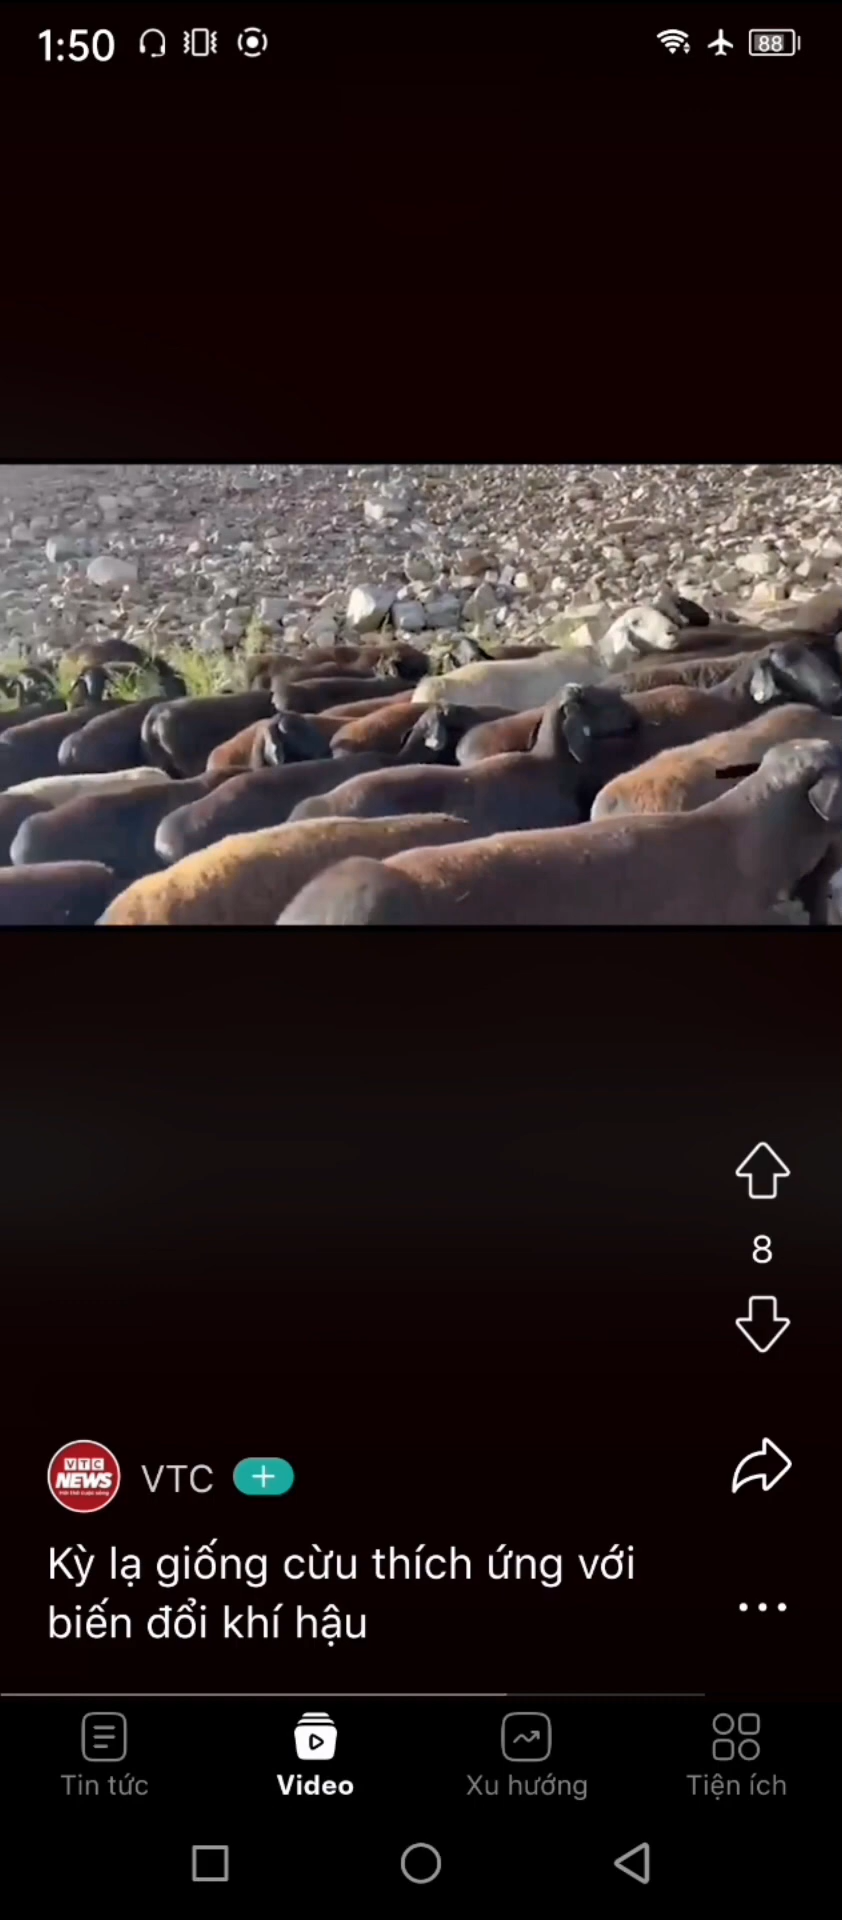 1:50
88
8
VTC
NEWS
VTC
Kỳ lạ giống cừu thích ứng với
biến đổi khí hậu
Tin tức
Video
Xu hướng
Tiện ích